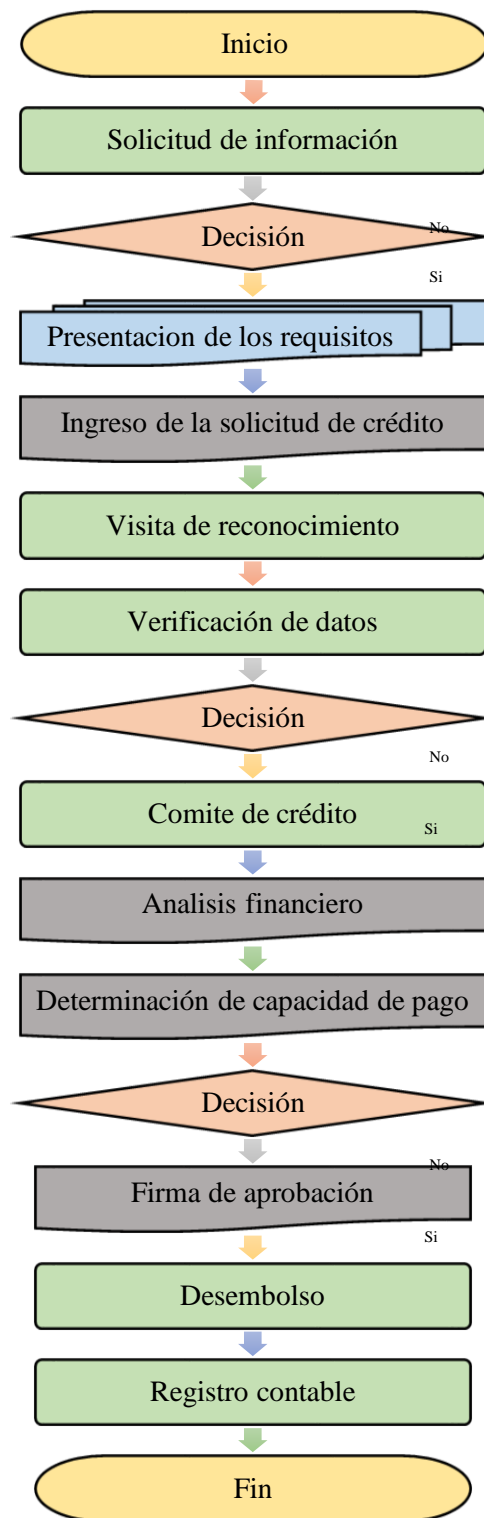 Inicio
Solicitud de información
Decisión
No
Si
Presentacion de los requisitos
Ingreso de la solicitud de crédito
Visita de reconocimiento
Verificación de datos
Decisión
No
Comite de crédito
Si
Analisis financiero
Determinación de capacidad de pago
Decisión
No
Firma de aprobación
Si
Desembolso
Registro contable
Fin